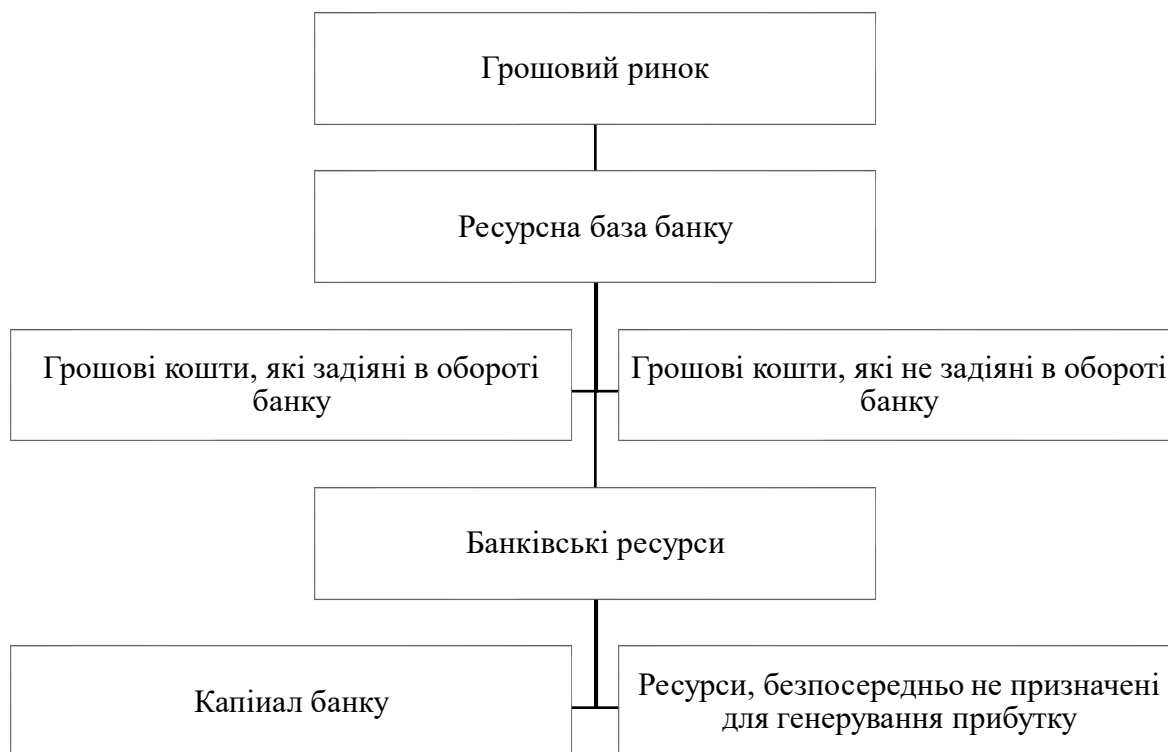 Грошовий ринок
Ресурсна база банку
Грошові кошти, які задіяні в обороті
банку
Грошові кошти, які не задіяні в обороті
банку
Банківські ресурси
Капіиал банку
Ресурси, безпосередньо не призначені
для генерування прибутку